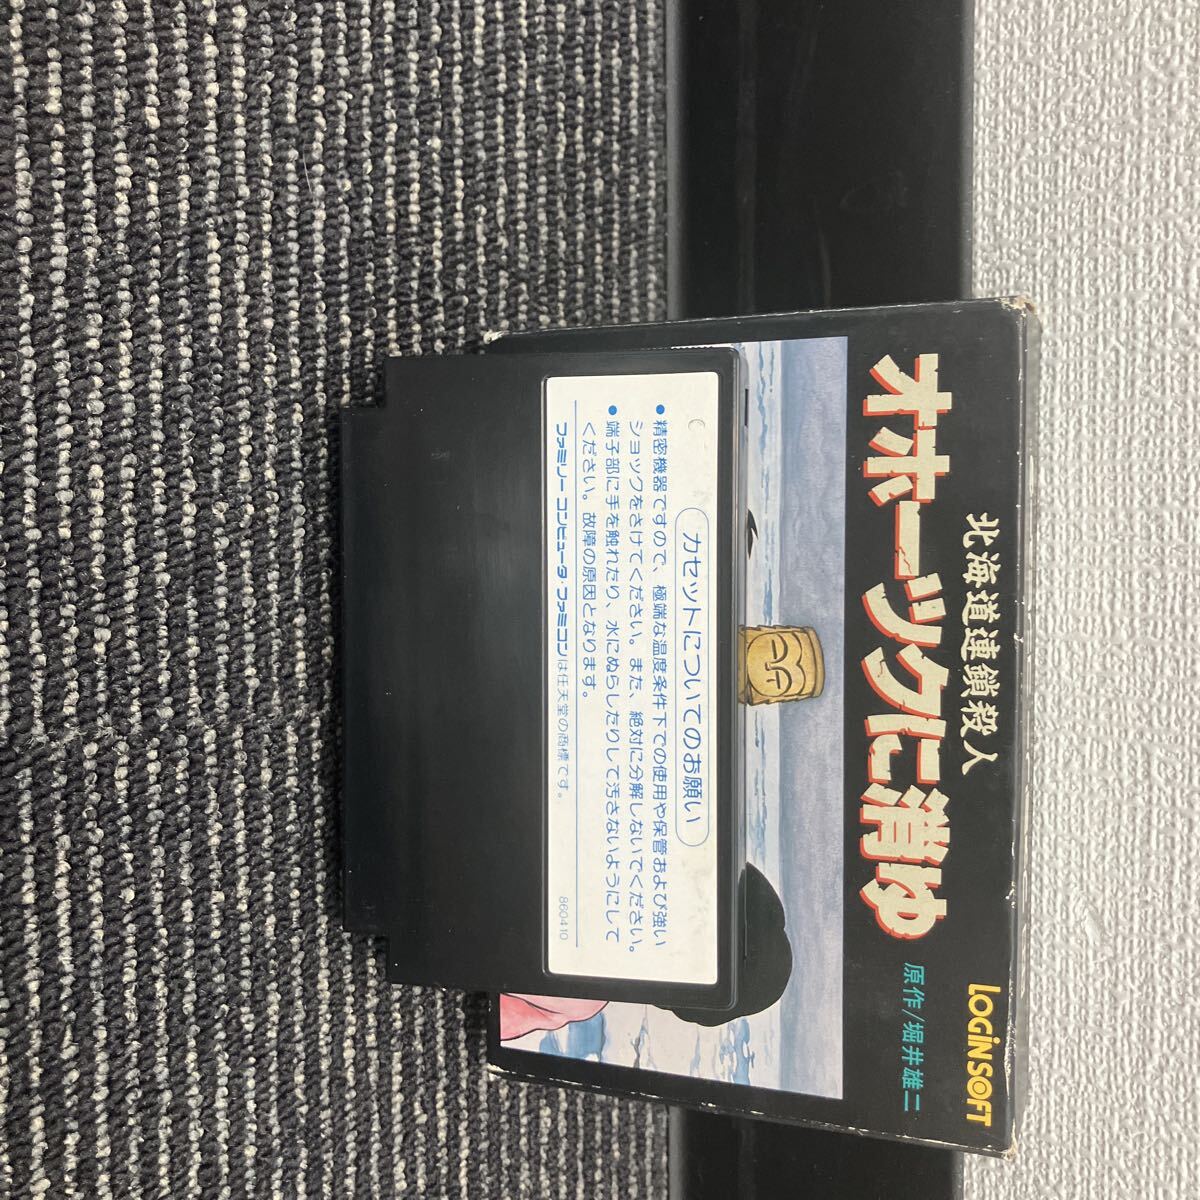 LOGiN SOFT
北海道連鎖殺人
オホーツクに消ゆ
原作/堀井雄二
カセットについてのお願い
●精密機器ですので、極端な温度条件下での使用や保管および強い
ショックをさけてください。また、絶対に分解しないでください。
●端子部に手を触れたり、水にぬらしたりして汚さないようにして
ください。故障の原因となります。
ファミリーコンピュータ・ファミコンは任天堂の商標です。
860410